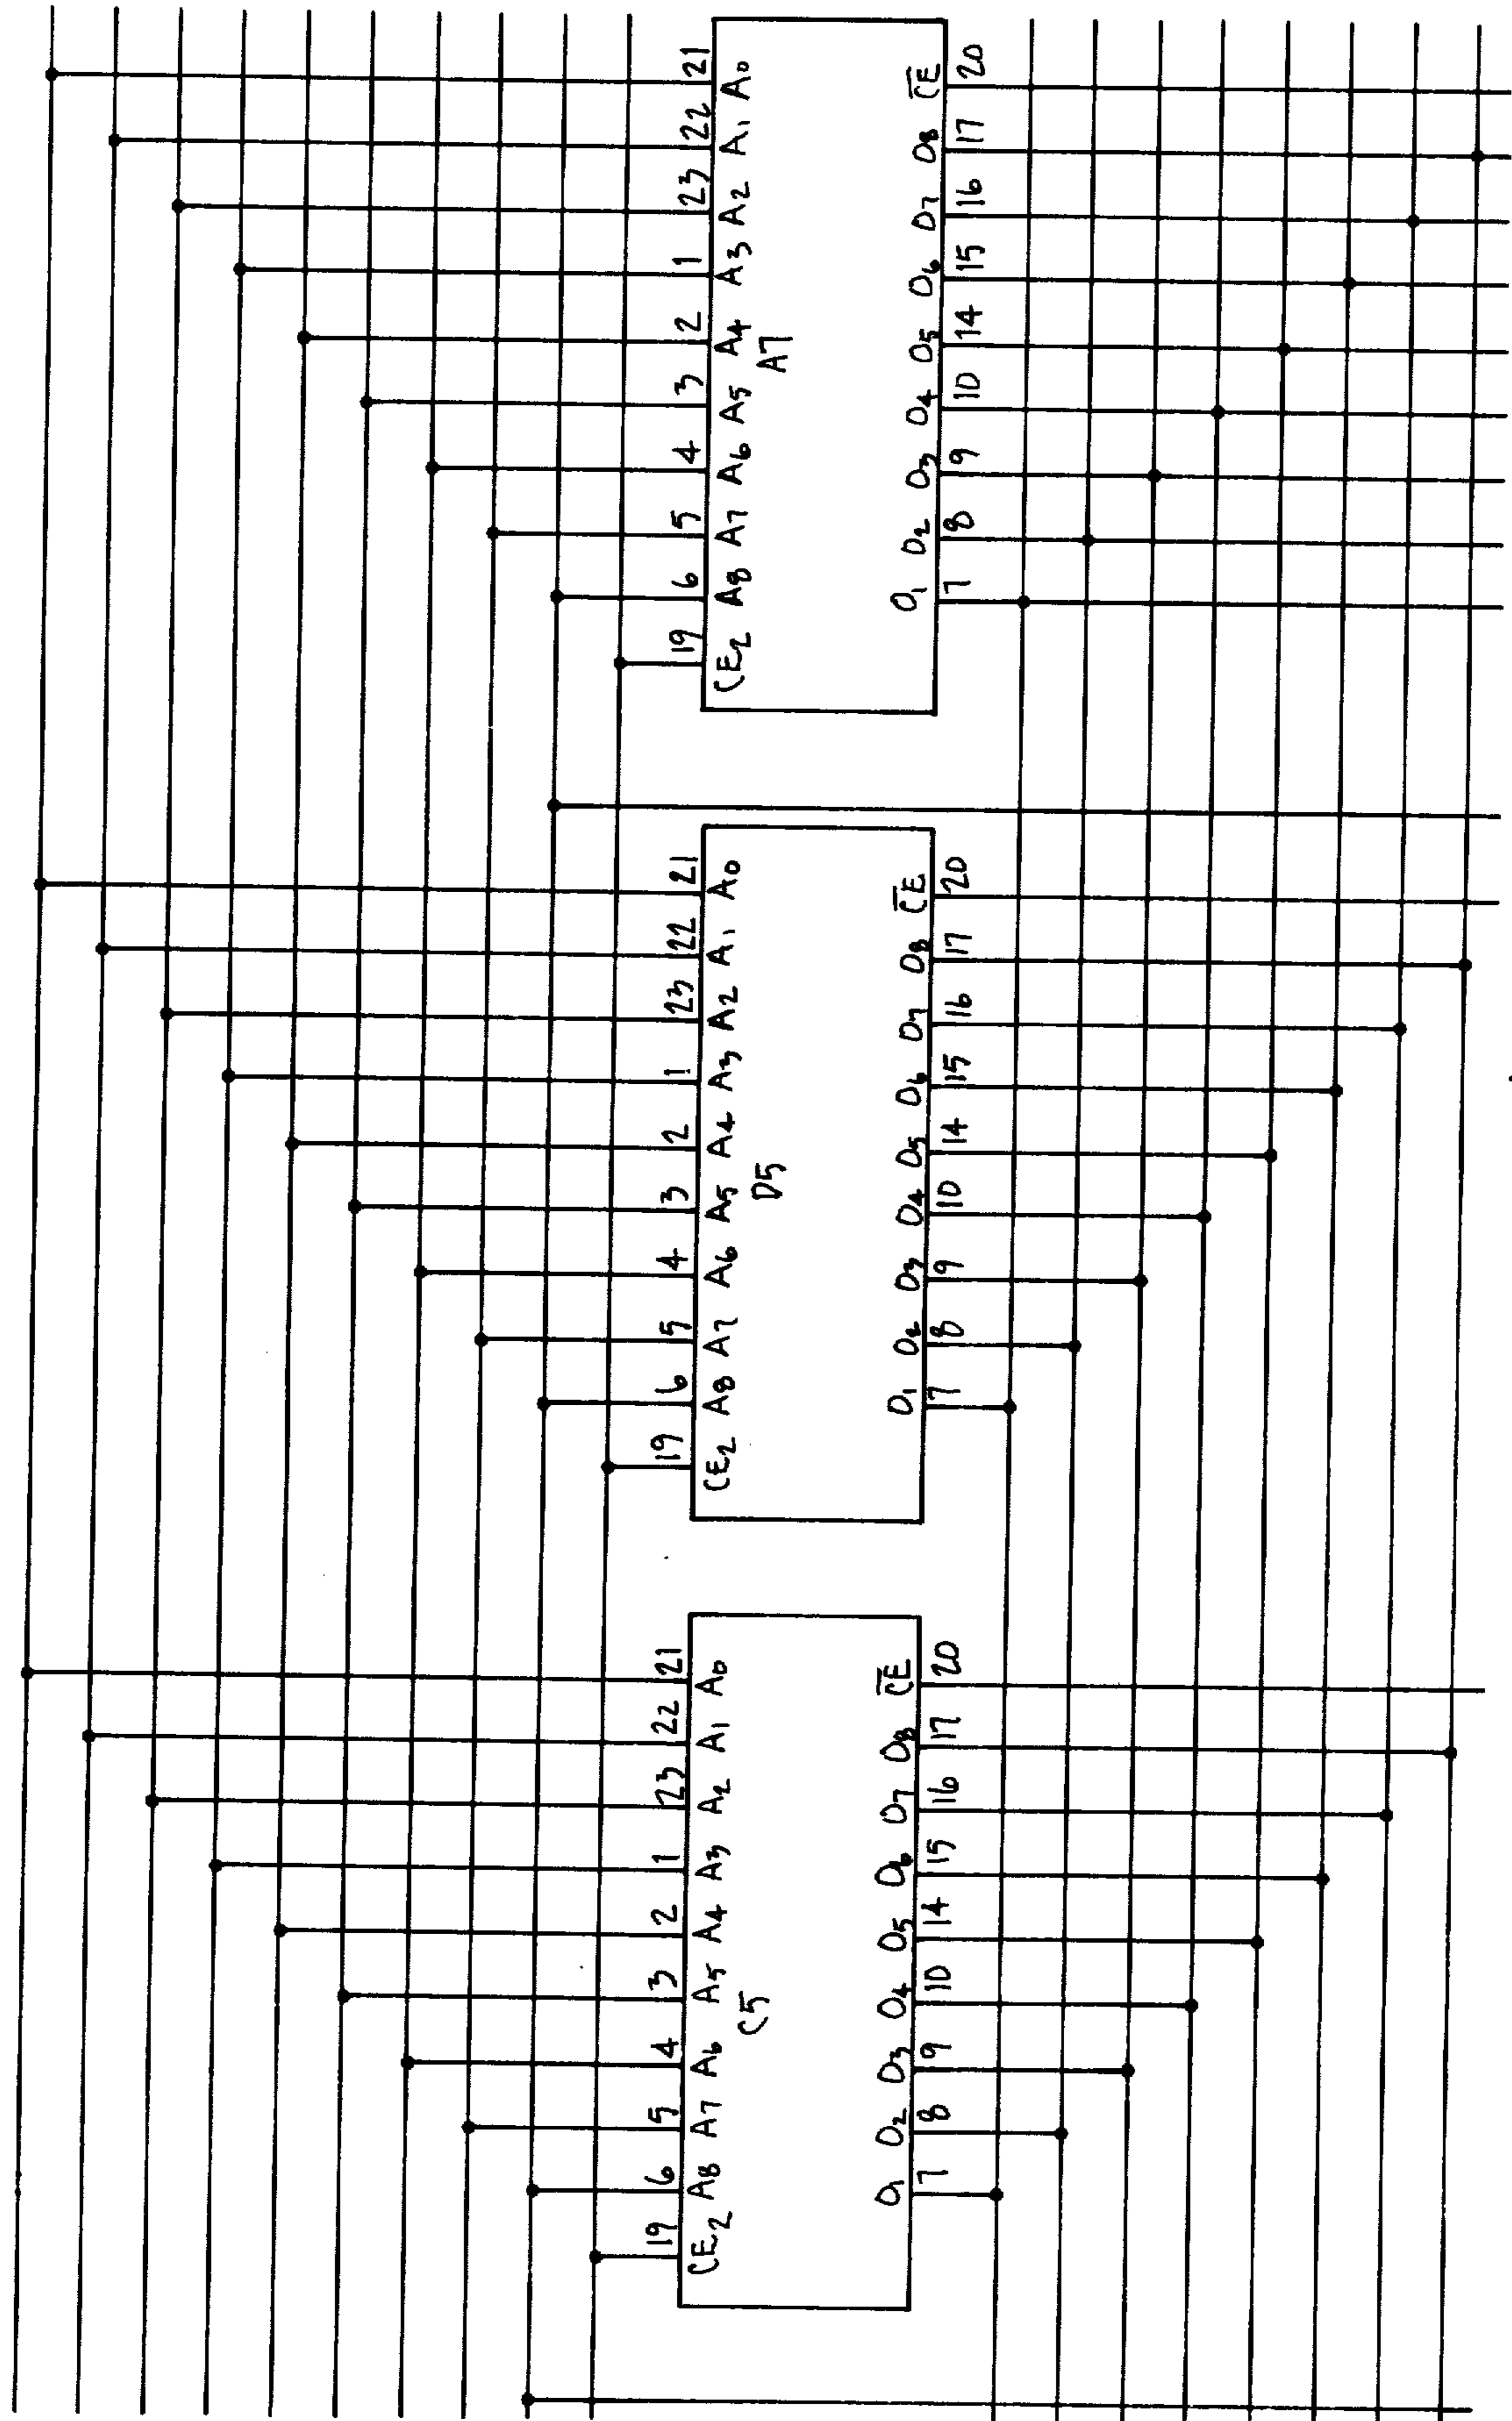 19 6 5 4 3 2 1 23 22 21
CE₂ A₈ A₇ A₆ A₅ A₄ A₃ A₂ A₁ A₀
C5
O₁ O₂ O₃ O₄ O₅ O₆ O₇ O₈ C̅E̅
7 8 9 10 14 15 16 17 20
19 6 5 4 3 2 1 23 22 21
CE₂ A₈ A₇ A₆ A₅ A₄ A₃ A₂ A₁ A₀
D5
O₁ O₂ O₃ O₄ O₅ O₆ O₇ O₈ C̅E̅
7 8 9 10 14 15 16 17 20
19 6 5 4 3 2 1 23 22 21
CE₂ A₈ A₇ A₆ A₅ A₄ A₃ A₂ A₁ A₀
A7
O₁ O₂ O₃ O₄ O₅ O₆ O₇ O₈ C̅E̅
7 8 9 10 14 15 16 17 20